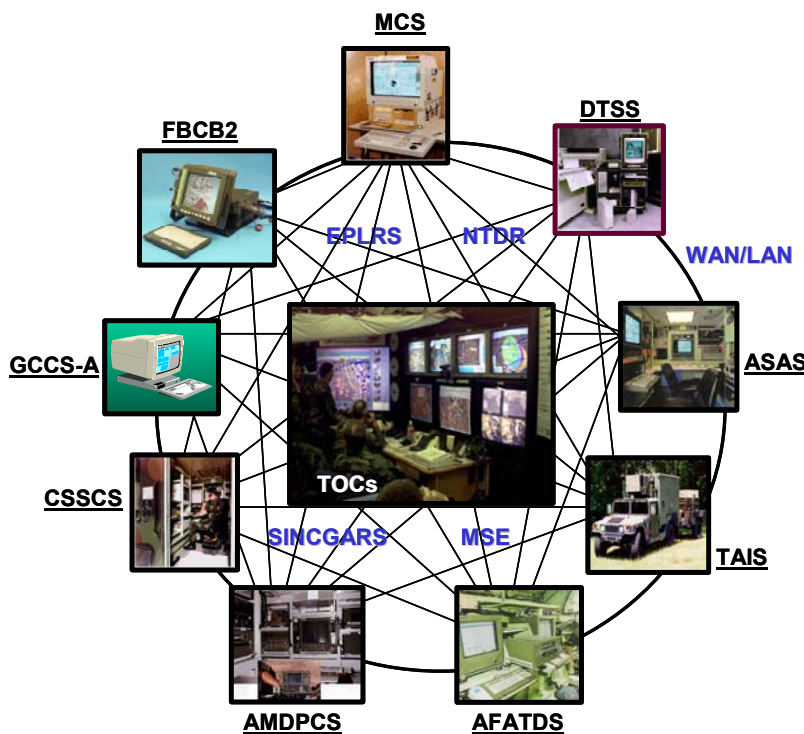 MCS
DTSS
FBCB2
EPLRS
NTDR
WAN/LAN
GCCS-A
ASAS
TOCs
CSSCS
SINCGARS
MSE
TAIS
AMDPCS
AFATDS